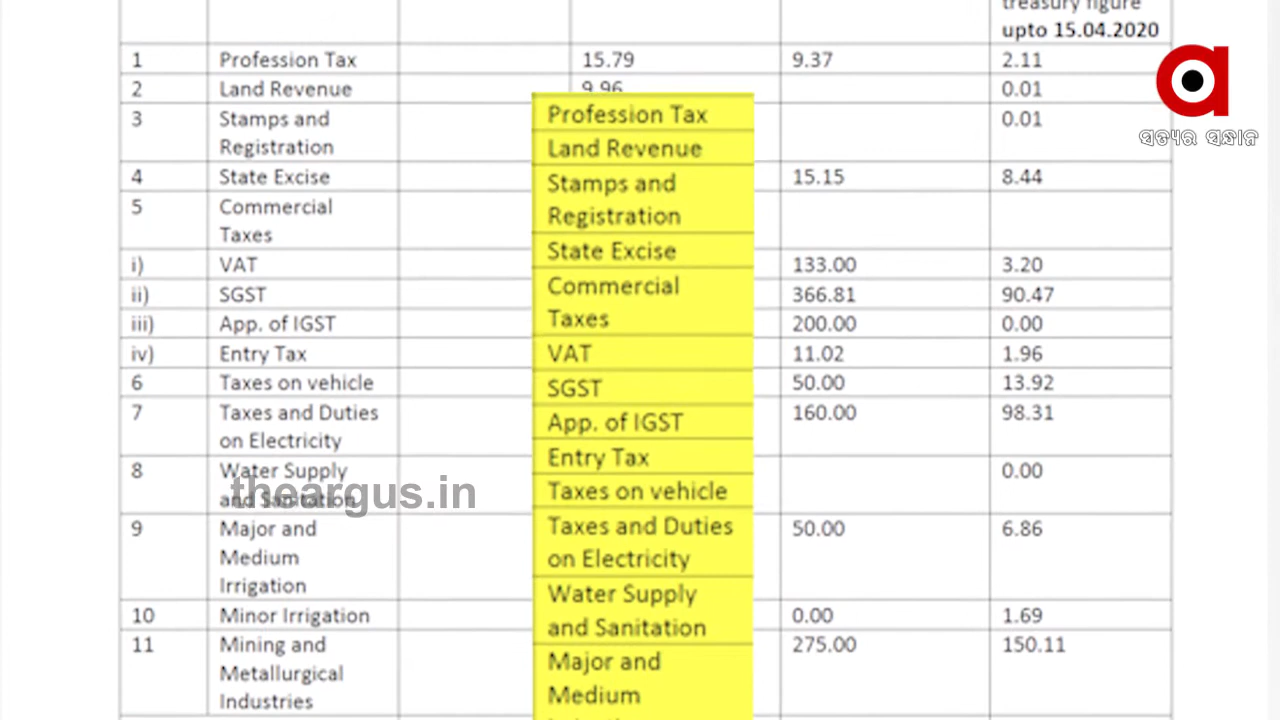 treasury figure
upto 15.04.2020
1 Profession Tax 15.79 9.37 2.11
2 Land Revenue 9.96 0.01
3 Stamps and 0.01
Registration
4 State Excise 15.15 8.44
5 Commercial
Taxes
i) VAT 133.00 3.20
ii) SGST 366.81 90.47
iii) App. of IGST 200.00 0.00
iv) Entry Tax 11.02 1.96
6 Taxes on vehicle 50.00 13.92
7 Taxes and Duties 160.00 98.31
on Electricity
8 Water Supply 0.00
and Sanitation
9 Major and 50.00 6.86
Medium
Irrigation
10 Minor Irrigation 0.00 1.69
11 Mining and 275.00 150.11
Metallurgical
Industries
Profession Tax
Land Revenue
Stamps and
Registration
State Excise
Commercial
Taxes
VAT
SGST
App. of IGST
Entry Tax
Taxes on vehicle
Taxes and Duties
on Electricity
Water Supply
and Sanitation
Major and
Medium
a
ସତ୍ୟର ସନ୍ଧାନ
theargus.in